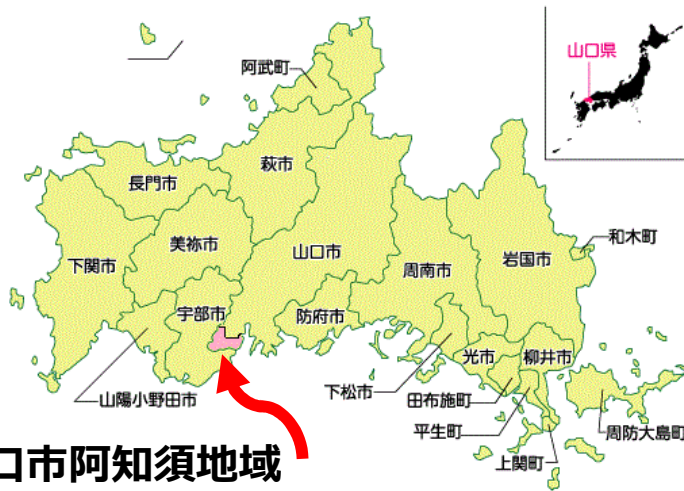 山口県
阿武町
萩市
長門市
和木町
美祢市
山口市
岩国市
下関市
周南市
宇部市
防府市
光市
柳井市
下松市
山陽小野田市
田布施町
平生町
周防大島町
上関町
口市阿知須地域